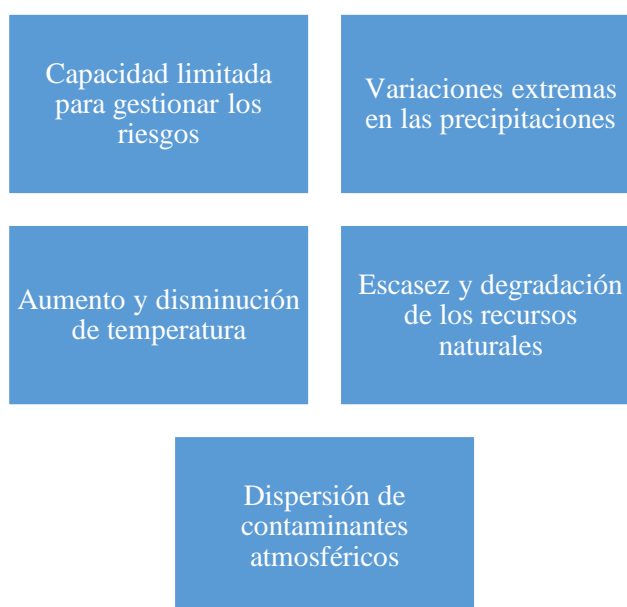 Capacidad limitada
para gestionar los
riesgos
Variaciones extremas
en las precipitaciones
Aumento y disminución
de temperatura
Escasez y degradación
de los recursos
naturales
Dispersión de
contaminantes
atmosféricos